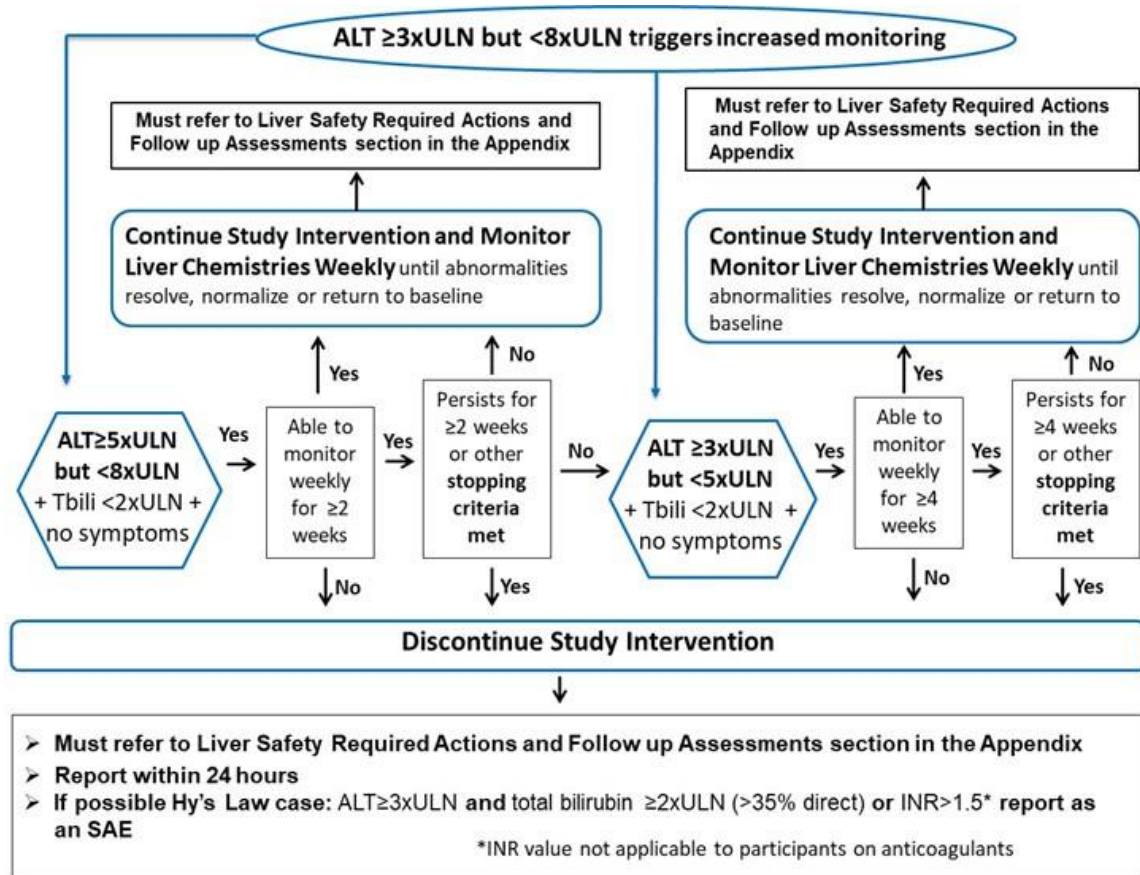 ALT ≥3xULN but <8xULN triggers increased monitoring
Must refer to Liver Safety Required Actions and
Follow up Assessments section in the Appendix
Must refer to Liver Safety Required Actions
and Follow up Assessments section in the
Appendix
Continue Study Intervention and Monitor
Liver Chemistries Weekly until abnormalities
resolve, normalize or return to baseline
Continue Study Intervention and
Monitor Liver Chemistries Weekly until
abnormalities resolve, normalize or return to
baseline
Yes
No
Yes
No
ALT≥5xULN
but <8xULN
+ Tbili <2xULN +
no symptoms
Yes
Able to
monitor
weekly
for ≥2
weeks
Yes
Persists for
≥2 weeks
or other
stopping
criteria
met
No
ALT ≥3xULN
but <5xULN
+ Tbili <2xULN +
no symptoms
Yes
Able to
monitor
weekly
for ≥4
weeks
Yes
Persists for
≥4 weeks
or other
stopping
criteria
met
No
Yes
No
Yes
Discontinue Study Intervention
➢ Must refer to Liver Safety Required Actions and Follow up Assessments section in the Appendix
➢ Report within 24 hours
➢ If possible Hy's Law case: ALT≥3xULN and total bilirubin ≥2xULN (>35% direct) or INR>1.5* report as
an SAE
*INR value not applicable to participants on anticoagulants